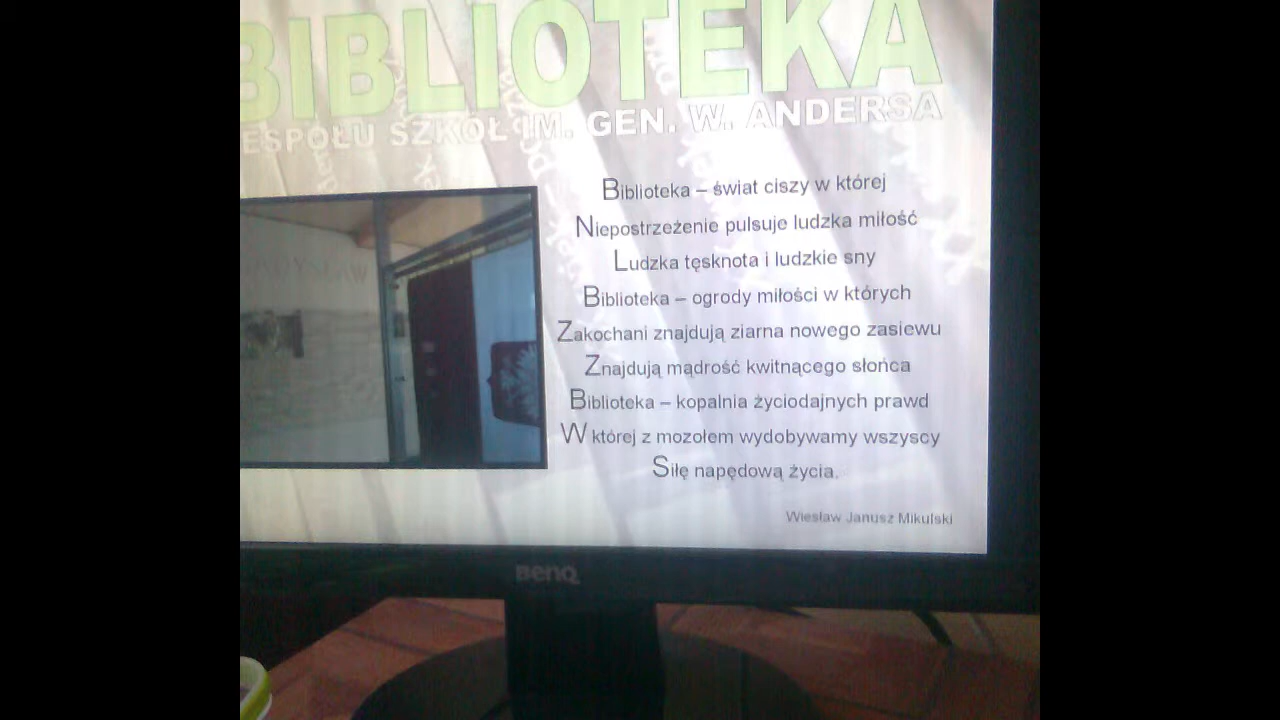 BIBLIOTEKA
ESPOŁU SZKÓŁ IM. GEN. W. ANDERSA
Biblioteka – świat ciszy w której
Niepostrzeżenie pulsuje ludzka miłość
Ludzka tęsknota i ludzkie sny
Biblioteka – ogrody miłości w których
Zakochani znajdują ziarna nowego zasiewu
Znajdują mądrość kwitnącego słońca
Biblioteka – kopalnia życiodajnych prawd
W której z mozołem wydobywamy wszyscy
Siłę napędową życia.
Wiesław Janusz Mikulski
BenQ